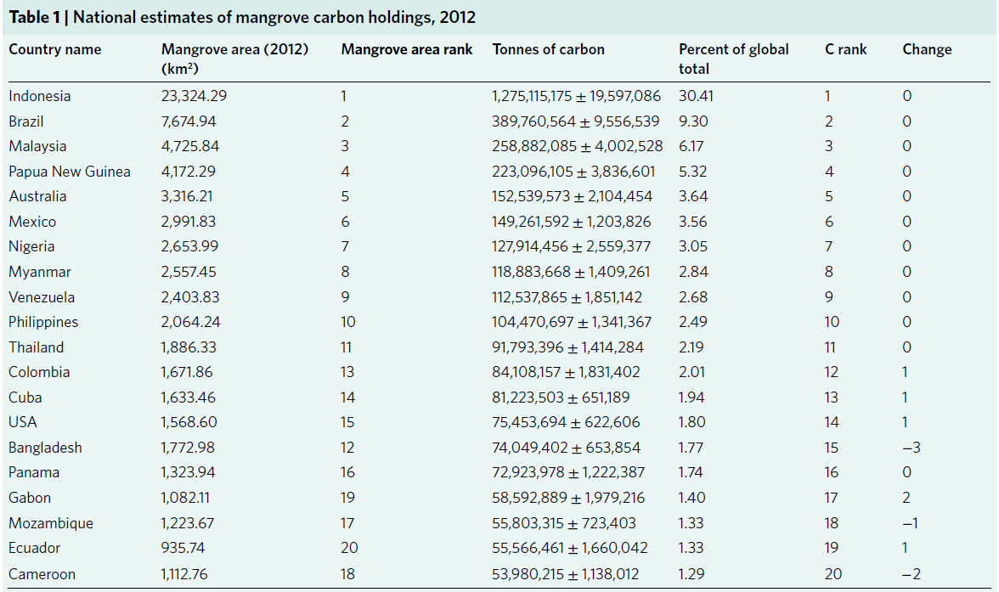 Table 1 | National estimates of mangrove carbon holdings, 2012
Country name Mangrove area (2012) (km²) Mangrove area rank Tonnes of carbon Percent of global total C rank Change
Indonesia 23,324.29 1 1,275,115,175 ± 19,597,086 30.41 1 0
Brazil 7,674.94 2 389,760,564 ± 9,556,539 9.30 2 0
Malaysia 4,725.84 3 258,882,085 ± 4,002,528 6.17 3 0
Papua New Guinea 4,172.29 4 223,096,105 ± 3,836,601 5.32 4 0
Australia 3,316.21 5 152,539,573 ± 2,104,454 3.64 5 0
Mexico 2,991.83 6 149,261,592 ± 1,203,826 3.56 6 0
Nigeria 2,653.99 7 127,914,456 ± 2,559,377 3.05 7 0
Myanmar 2,557.45 8 118,883,668 ± 1,409,261 2.84 8 0
Venezuela 2,403.83 9 112,537,865 ± 1,851,142 2.68 9 0
Philippines 2,064.24 10 104,470,697 ± 1,341,367 2.49 10 0
Thailand 1,886.33 11 91,793,396 ± 1,414,284 2.19 11 0
Colombia 1,671.86 13 84,108,157 ± 1,831,402 2.01 12 1
Cuba 1,633.46 14 81,223,503 ± 651,189 1.94 13 1
USA 1,568.60 15 75,453,694 ± 622,606 1.80 14 1
Bangladesh 1,772.98 12 74,049,402 ± 653,854 1.77 15 −3
Panama 1,323.94 16 72,923,978 ± 1,222,387 1.74 16 0
Gabon 1,082.11 19 58,592,889 ± 1,979,216 1.40 17 2
Mozambique 1,223.67 17 55,803,315 ± 723,403 1.33 18 −1
Ecuador 935.74 20 55,566,461 ± 1,660,042 1.33 19 1
Cameroon 1,112.76 18 53,980,215 ± 1,138,012 1.29 20 −2